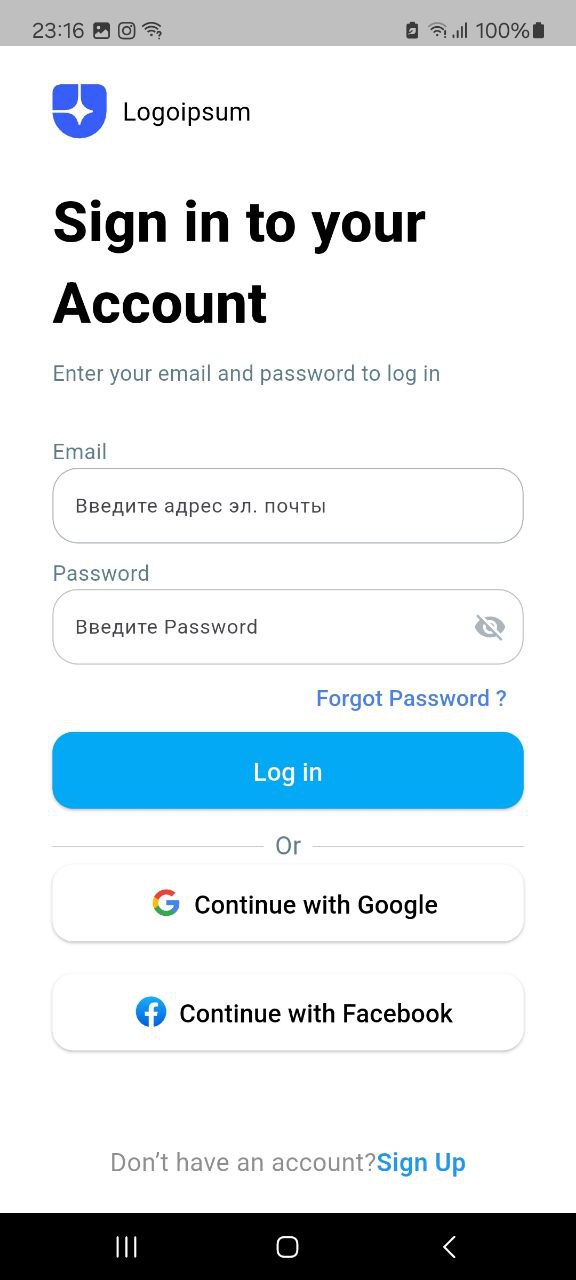 23:16 100%
Logoipsum
Sign in to your
Account
Enter your email and password to log in
Email
Введите адрес эл. почты
Password
Введите Password
Forgot Password ?
Log in
Or
Continue with Google
Continue with Facebook
Don’t have an account?Sign Up